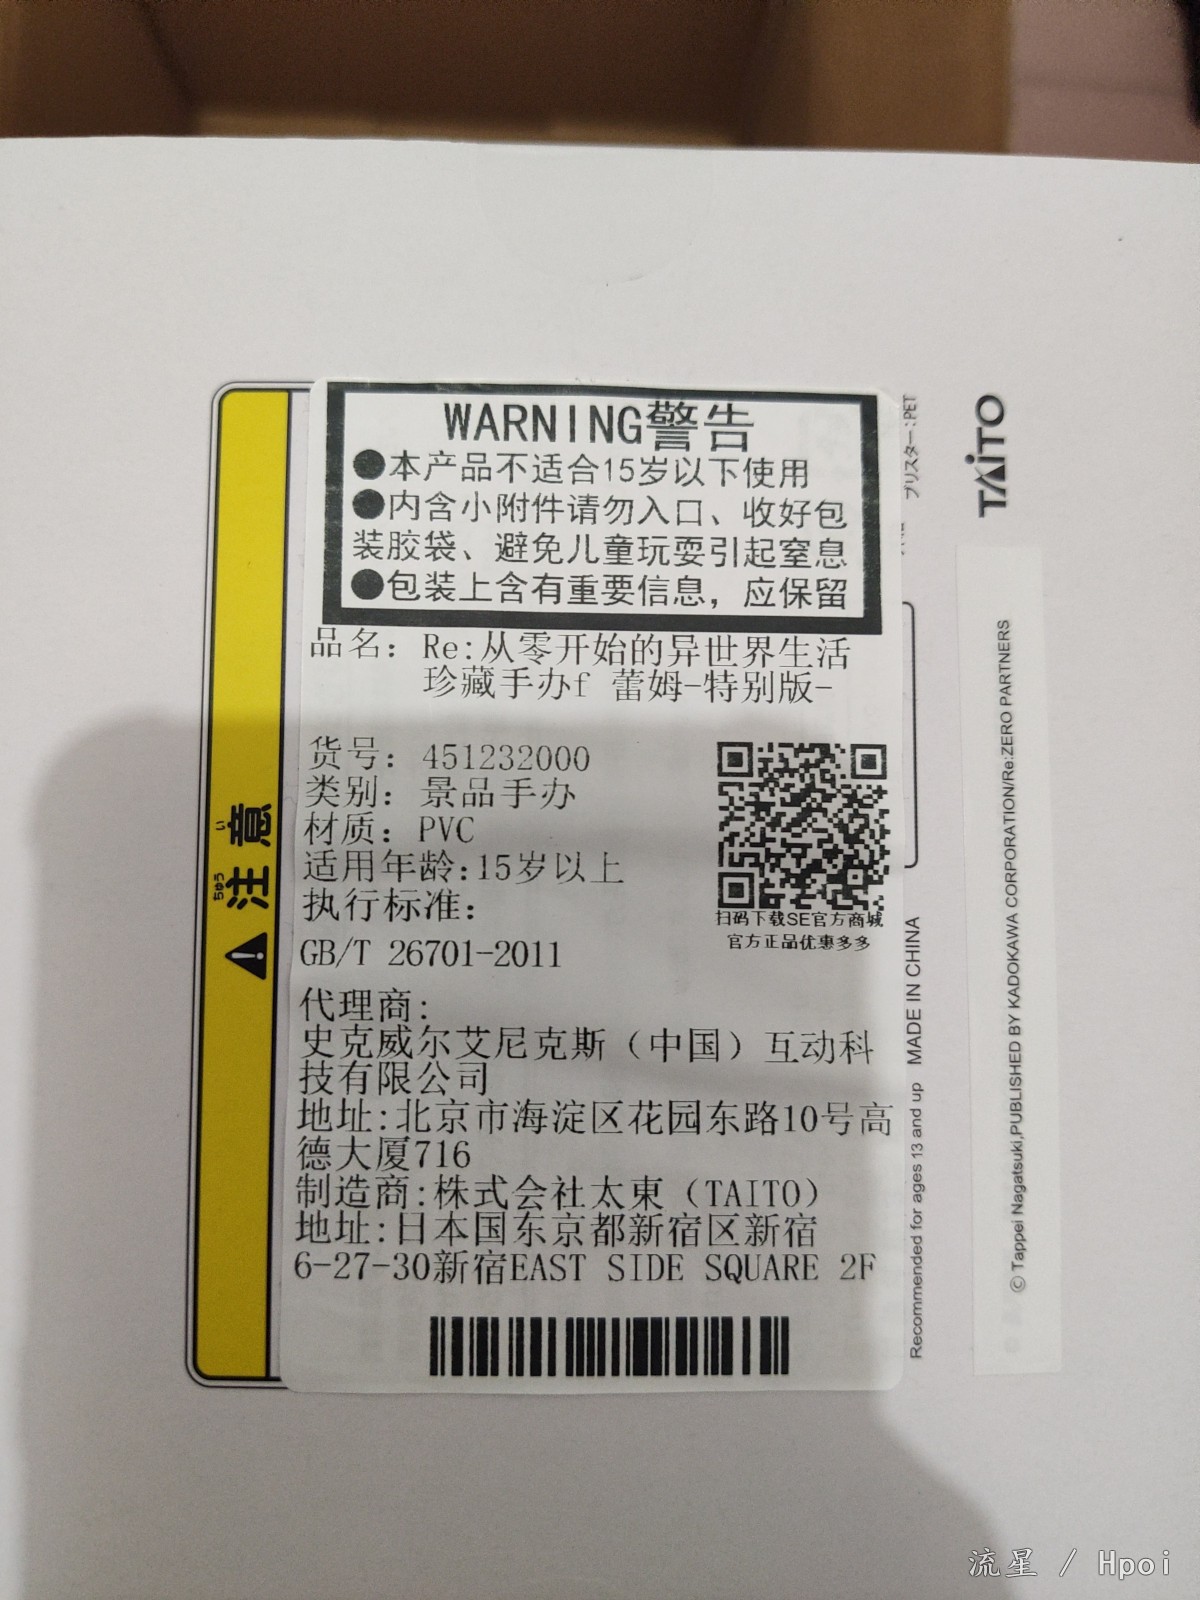 WARNING警告
●本产品不适合15岁以下使用
●内含小附件请勿入口、收好包
装胶袋、避免儿童玩耍引起窒息
●包装上含有重要信息，应保留
品名：Re:从零开始的异世界生活
珍藏手办f 蕾姆-特别版-
货号：451232000
类别：景品手办
材质：PVC
适用年龄:15岁以上
执行标准：
GB/T 26701-2011
扫码下载SE官方商城
官方正品优惠多多
代理商:
史克威尔艾尼克斯（中国）互动科
技有限公司
地址:北京市海淀区花园东路10号高
德大厦716
制造商:株式会社太東（TAITO）
地址:日本国东京都新宿区新宿
6-27-30新宿EAST SIDE SQUARE 2F
注意
ちゅうい
ブリスター:PET
MADE IN CHINA
Recommended for ages 13 and up
TAITO
© Tappei Nagatsuki,PUBLISHED BY KADOKAWA CORPORATION/Re:ZERO PARTNERS
流星 / Hpoi